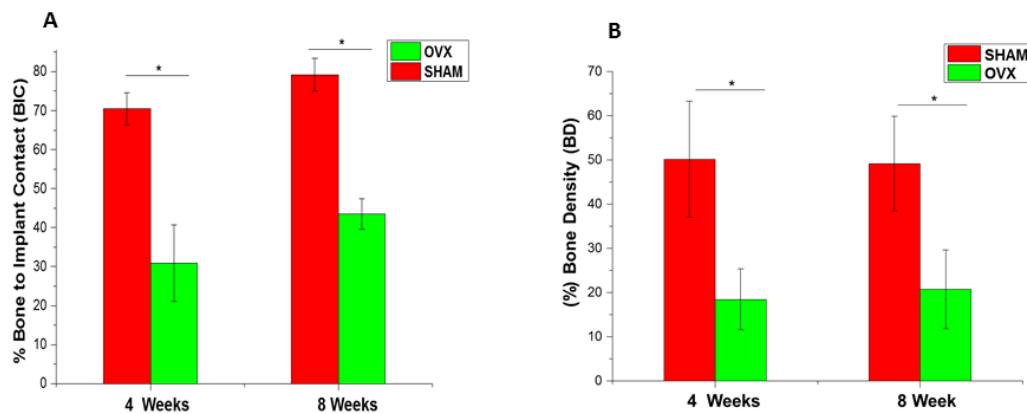 A
% Bone to Implant Contact (BIC)
80
70
60
50
40
30
20
10
0
*
*
OVX
SHAM
4 Weeks
8 Weeks
B
(%) Bone Density (BD)
70
60
50
40
30
20
10
0
*
*
SHAM
OVX
4 Weeks
8 Week